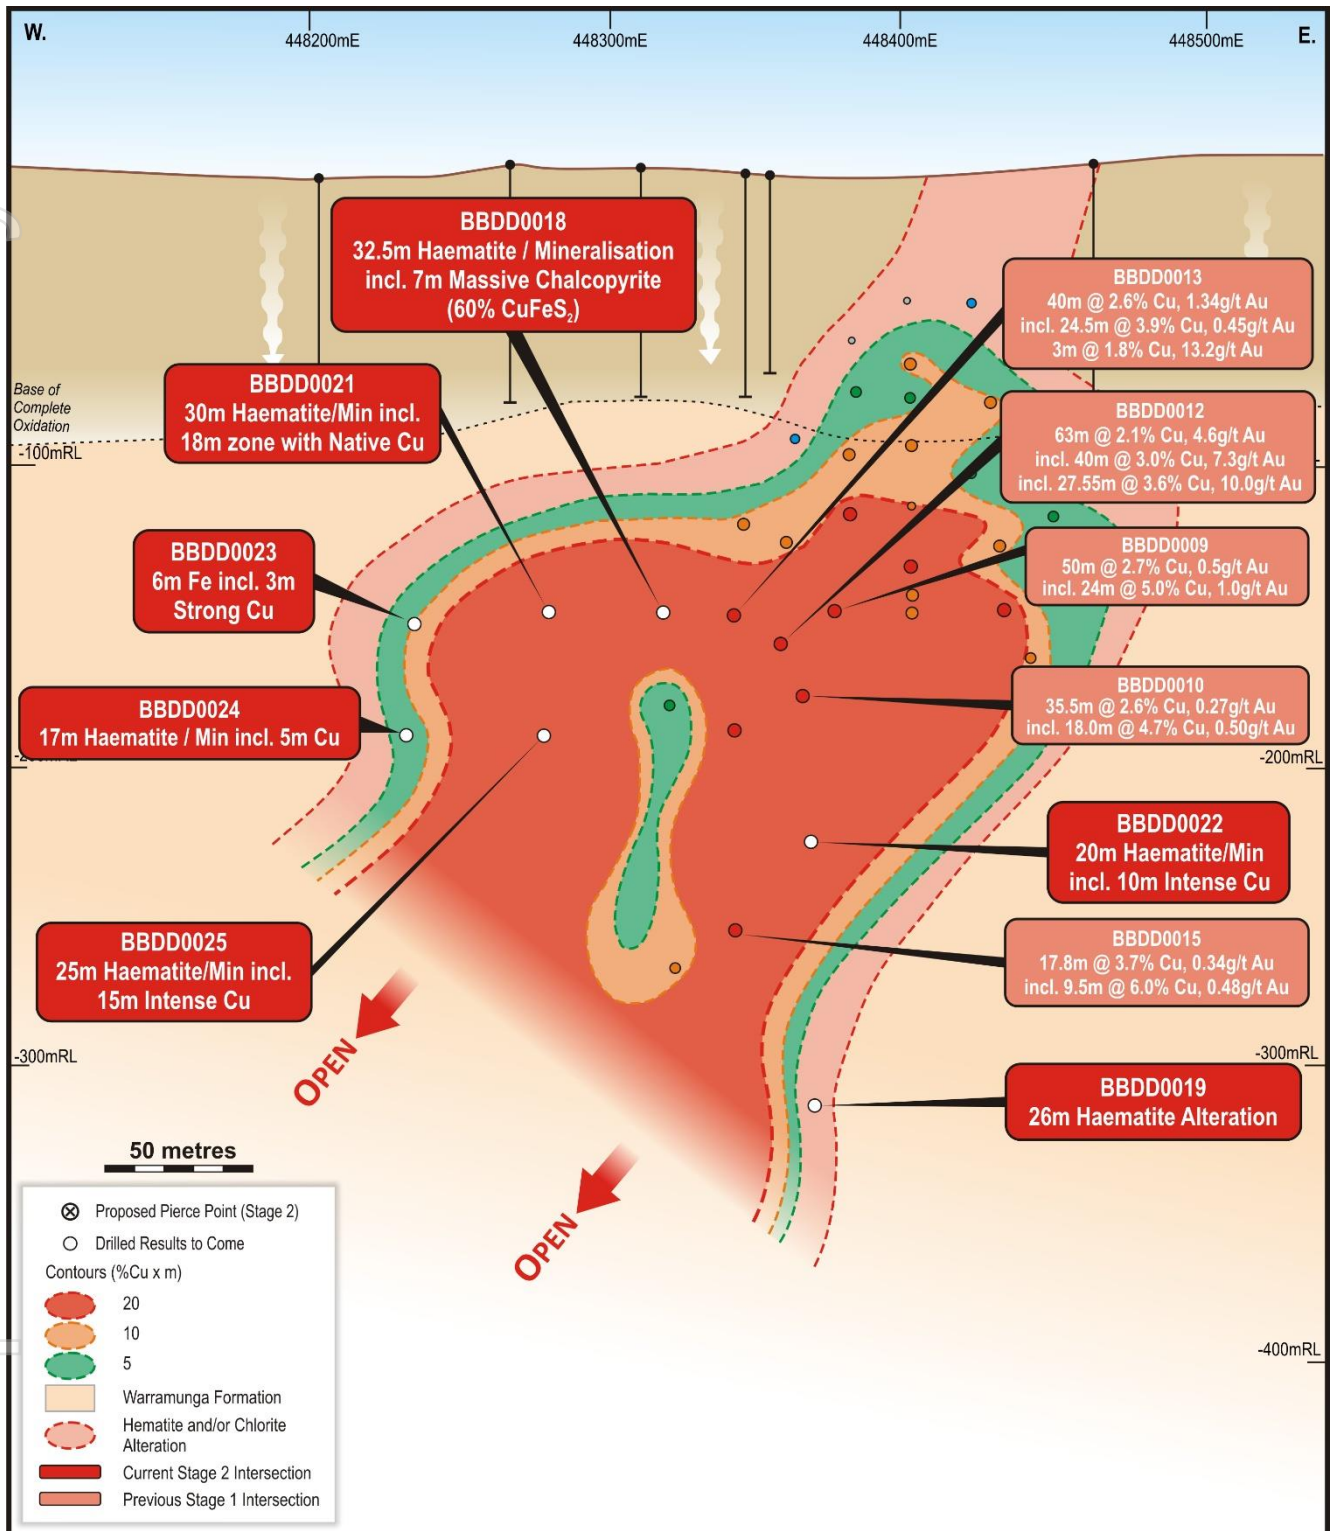 W.
448200mE
448300mE
448400mE
448500mE
E.
BBDD0018
32.5m Haematite / Mineralisation
incl. 7m Massive Chalcopyrite
(60% CuFeS₂)
BBDD0013
40m @ 2.6% Cu, 1.34g/t Au
incl. 24.5m @ 3.9% Cu, 0.45g/t Au
3m @ 1.8% Cu, 13.2g/t Au
BBDD0021
30m Haematite/Min incl.
18m zone with Native Cu
Base of
Complete
Oxidation
-100mRL
BBDD0012
63m @ 2.1% Cu, 4.6g/t Au
incl. 40m @ 3.0% Cu, 7.3g/t Au
incl. 27.55m @ 3.6% Cu, 10.0g/t Au
BBDD0023
6m Fe incl. 3m
Strong Cu
BBDD0009
50m @ 2.7% Cu, 0.5g/t Au
incl. 24m @ 5.0% Cu, 1.0g/t Au
BBDD0024
17m Haematite / Min incl. 5m Cu
BBDD0010
35.5m @ 2.6% Cu, 0.27g/t Au
incl. 18.0m @ 4.7% Cu, 0.50g/t Au
-200mRL
BBDD0022
20m Haematite/Min
incl. 10m Intense Cu
BBDD0025
25m Haematite/Min incl.
15m Intense Cu
BBDD0015
17.8m @ 3.7% Cu, 0.34g/t Au
incl. 9.5m @ 6.0% Cu, 0.48g/t Au
-300mRL
-300mRL
OPEN
BBDD0019
26m Haematite Alteration
OPEN
50 metres
-400mRL
Proposed Pierce Point (Stage 2)
Drilled Results to Come
Contours (%Cu x m)
20
10
5
Warramunga Formation
Hematite and/or Chlorite
Alteration
Current Stage 2 Intersection
Previous Stage 1 Intersection